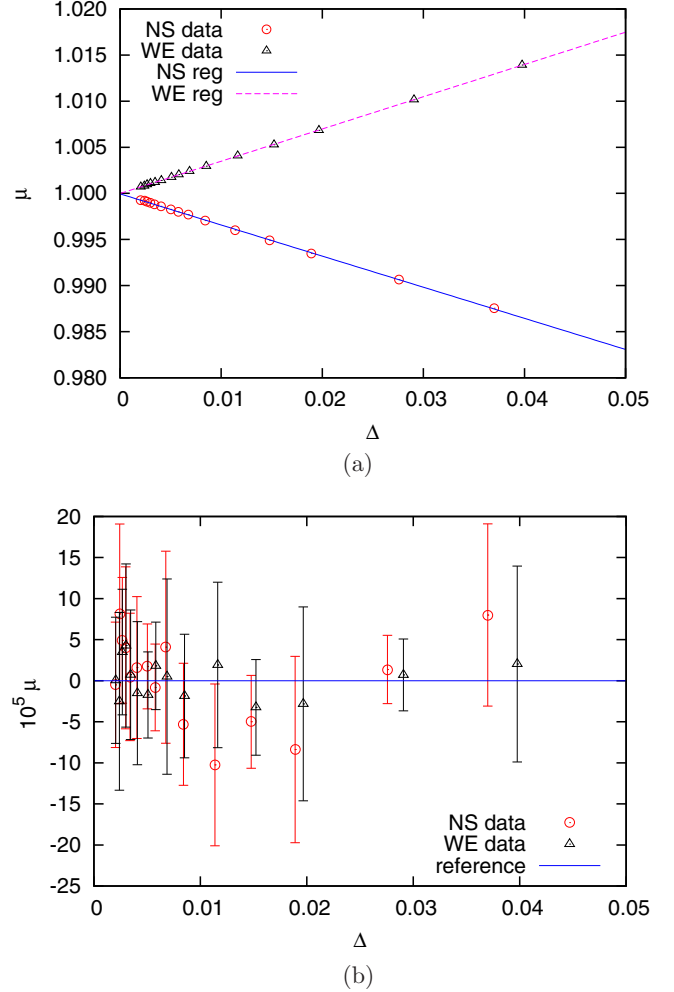 1.020
1.015
1.010
1.005
1.000
0.995
0.990
0.985
0.980
μ
NS data
WE data
NS reg
WE reg
0 0.01 0.02 0.03 0.04 0.05
Δ
(a)
20
15
10
5
0
-5
-10
-15
-20
-25
10⁵ μ
NS data
WE data
reference
0 0.01 0.02 0.03 0.04 0.05
Δ
(b)